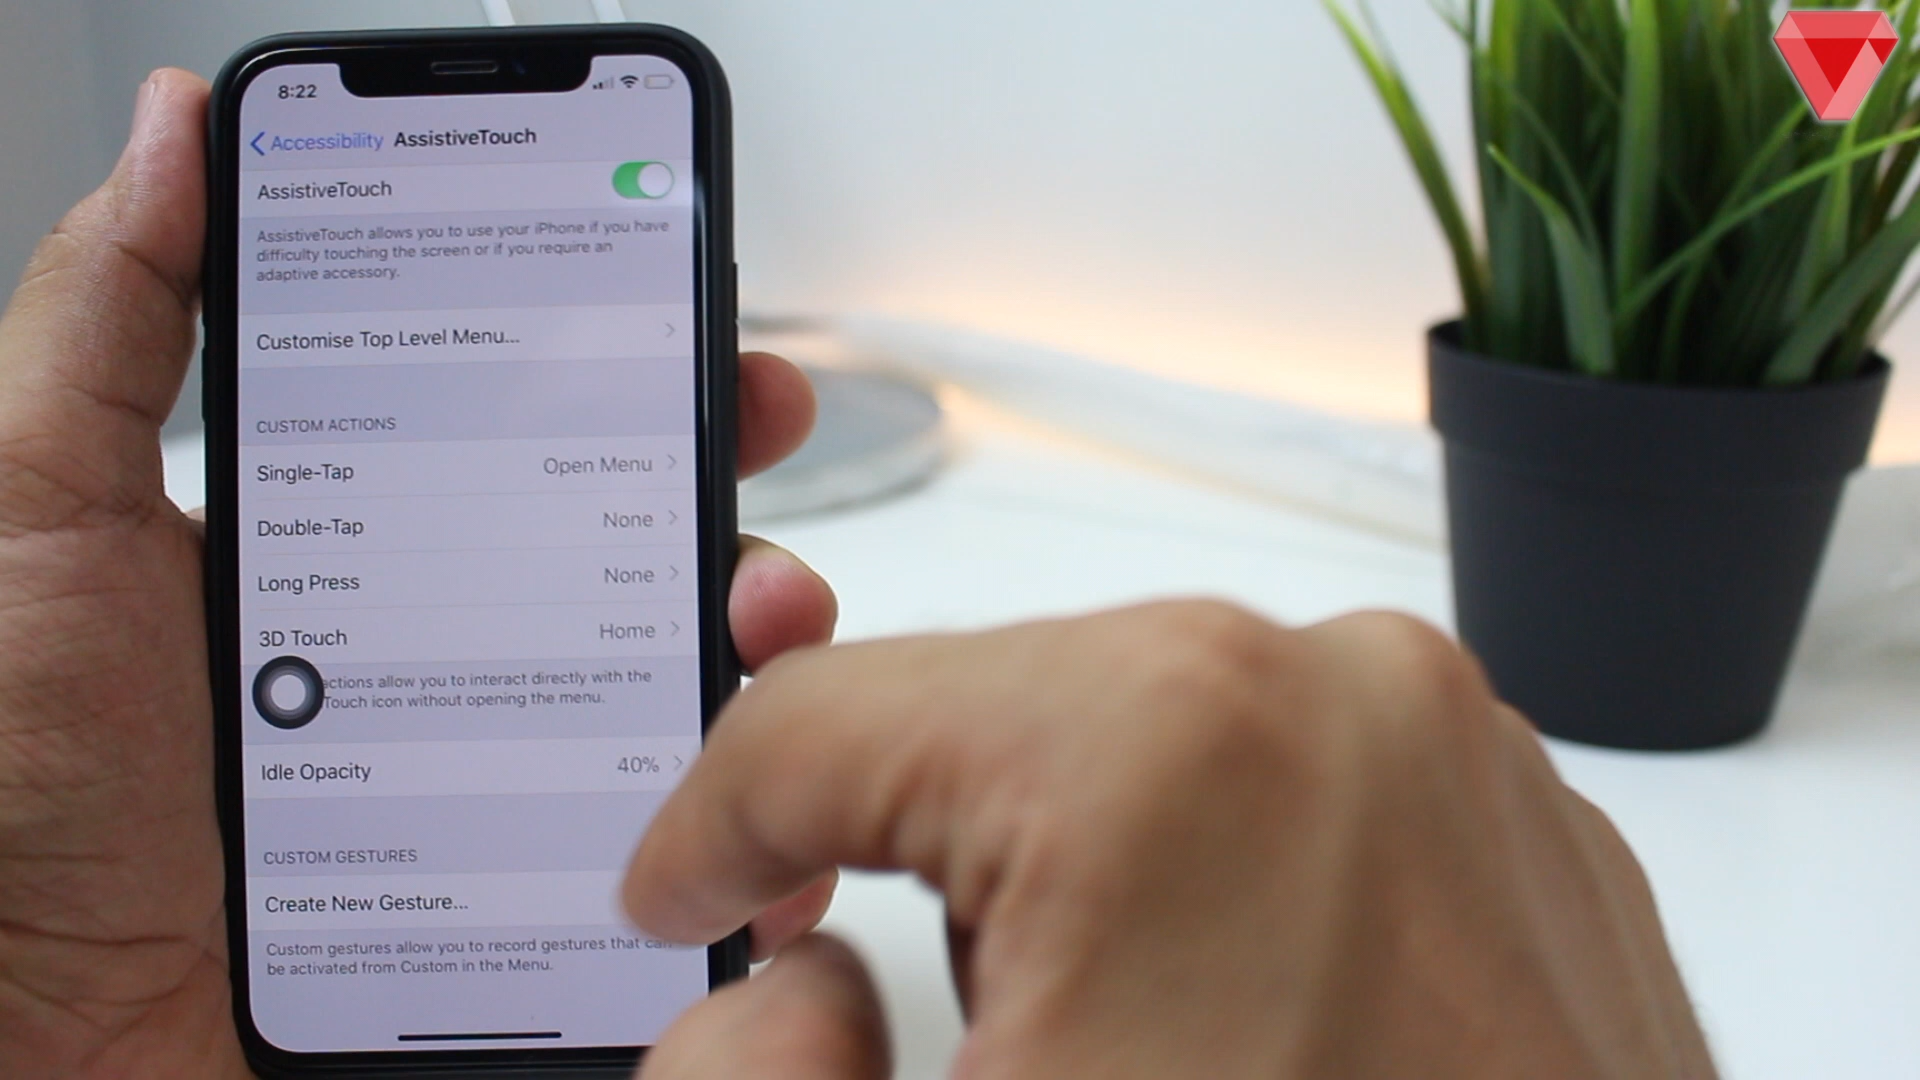 8:22
Accessibility AssistiveTouch
AssistiveTouch
AssistiveTouch allows you to use your iPhone if you have
difficulty touching the screen or if you require an
adaptive accessory.
Customise Top Level Menu...
CUSTOM ACTIONS
Single-Tap Open Menu
Double-Tap None
Long Press None
3D Touch Home
actions allow you to interact directly with the
Touch icon without opening the menu.
Idle Opacity 40%
CUSTOM GESTURES
Create New Gesture...
Custom gestures allow you to record gestures that can
be activated from Custom in the Menu.